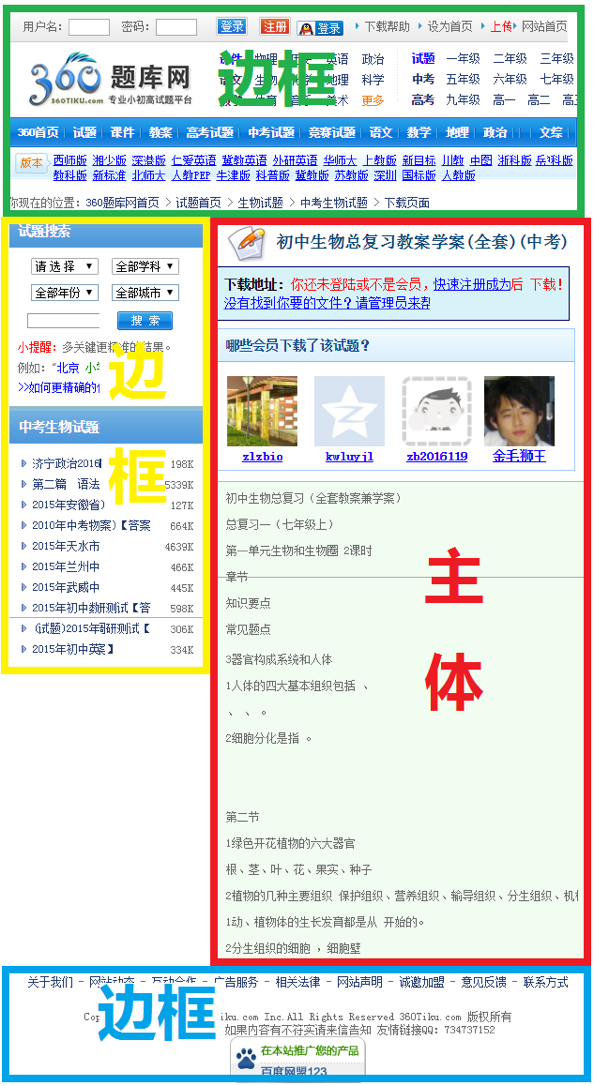 用户名: 密码: 登录 注册 登录 下载帮助 设为首页 上传 网站首页
360题库网
360TIKU.com 专业小初高试题平台
课件 物理 英语 政治
语文 生物 地理 科学
体育 美术 更多
试题 一年级 二年级 三年级
中考 五年级 六年级 七年级
高考 九年级 高一 高二
边框
360首页 试题 课件 教案 高考试题 中考试题 竞赛试题 语文 数学 地理 政治 文综
版本
西师版 湘少版 深港版 仁爱英语 冀教英语 外研英语 华师大 上教版 新目标 川教 中图 浙科版
教科版 新标准 北师大 人教PEP 牛津版 科普版 冀教版 苏教版 深圳 国标版 人教版
你现在的位置: 360题库网首页 > 试题首页 > 生物试题 > 中考生物试题 > 下载页面
试题搜索
请 选 择 全部学科
全部年份 全部城市
搜 索
小提醒: 多关键更精准的结果。
例如: "北京 小学
>>如何更精确的
边
框
中考生物试题
济宁政治2016 198K
第二篇 语法 5339K
2015年安徽省) 127K
2010年中考物案)【答案 664K
2015年天水市 4639K
2015年兰州中 466K
2015年武威中 445K
2015年初中数研测试【答 598K
(试题)2015年研测试【 306K
2015年初中英案】 334K
初中生物总复习教案学案(全套)(中考)
下载地址: 你还未登陆或不是会员,快速注册成为后 下载!
没有找到你要的文件? 请管理员来帮
哪些会员下载了该试题?
zlzbio kwluyjl zb2016119 金毛狮王
初中生物总复习（全套教案兼学案）
总复习一（七年级上）
第一单元生物和生物圈 2课时
章节
知识要点
常见题点
3器官构成系统和人体
1人体的四大基本组织包括 、
、 、 。
2细胞分化是指 。
第二节
1绿色开花植物的六大器官
根、茎、叶、花、果实、种子
2植物的几种主要组织 保护组织、营养组织、输导组织、分生组织、机械
1动、植物体的生长发育都是从 开始的。
2分生组织的细胞 ，细胞壁
主
体
关于我们 - 网站动态 - 互动合作 - 广告服务 - 相关法律 - 网站声明 - 诚邀加盟 - 意见反馈 - 联系方式
边框
tiku.com Inc.All Rights Reserved 360Tiku.com 版权所有
如果内容有不符实请来信告知 友情链接QQ: 734737152
在本站推广您的产品
百度网盟123